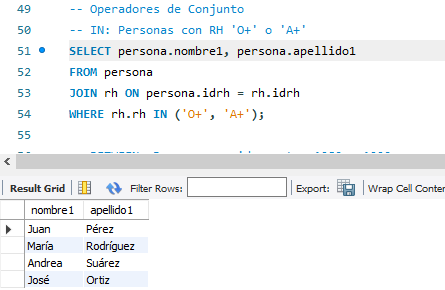 49 -- Operadores de Conjunto
50 -- IN: Personas con RH 'O+' o 'A+'
51 SELECT persona.nombre1, persona.apellido1
52 FROM persona
53 JOIN rh ON persona.idrh = rh.idrh
54 WHERE rh.rh IN ('O+', 'A+');
55
Result Grid Filter Rows: Export: Wrap Cell Conter
nombre1 apellido1
Juan Pérez
María Rodríguez
Andrea Suárez
José Ortiz